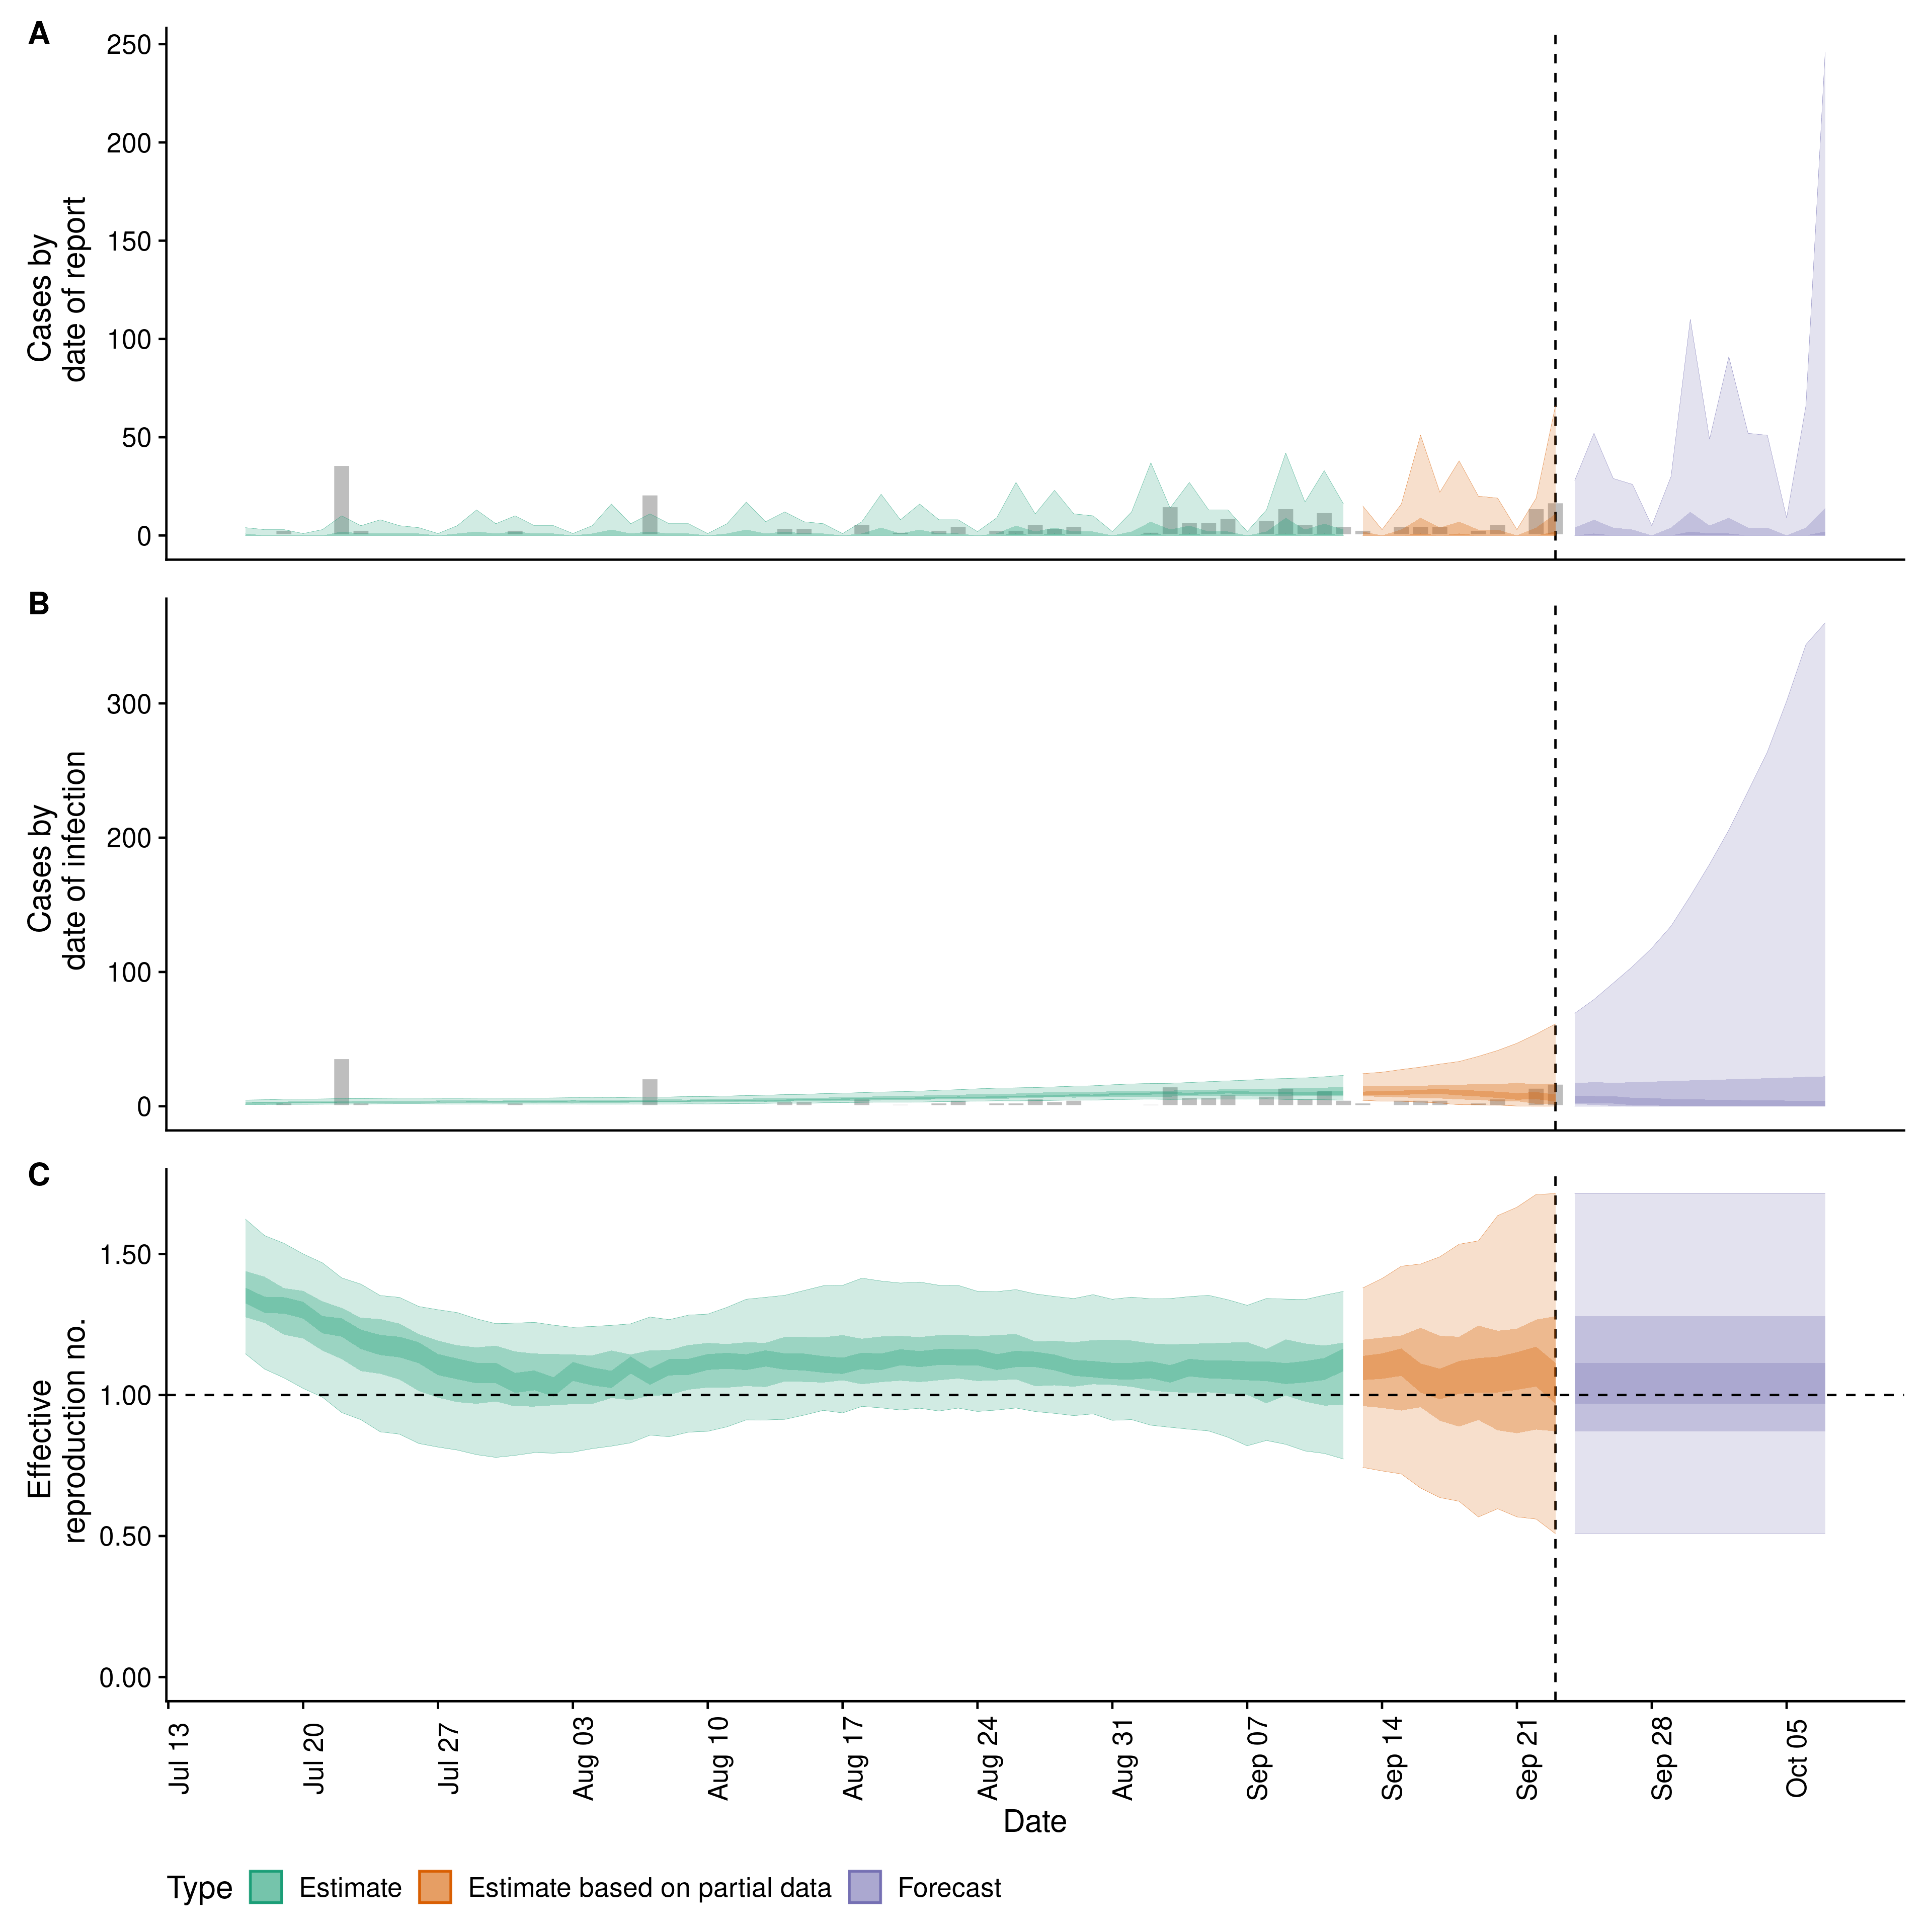 A
250
200
150
100
50
0
Cases by
date of report
B
300
200
100
0
Cases by
date of infection
C
1.50
1.00
0.50
0.00
Effective
reproduction no.
Jul 13
Jul 20
Jul 27
Aug 03
Aug 10
Aug 17
Aug 24
Aug 31
Sep 07
Sep 14
Sep 21
Sep 28
Oct 05
Date
Type Estimate Estimate based on partial data Forecast